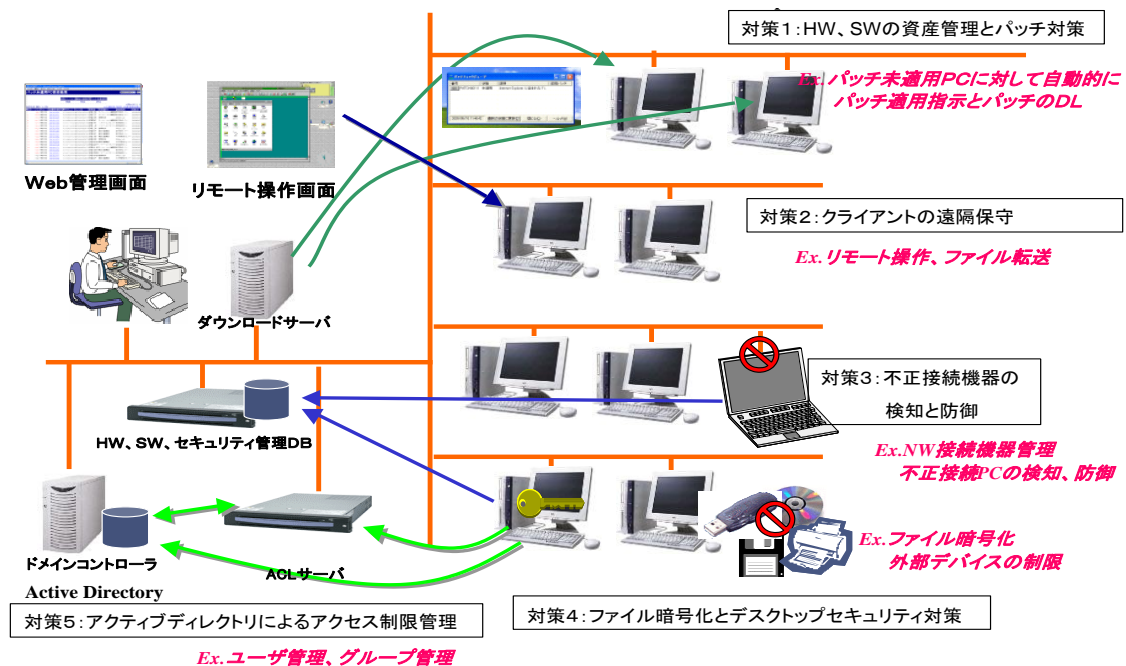 対策1：HW、SWの資産管理とパッチ対策
Ex.パッチ未適用PCに対して自動的に
パッチ適用指示とパッチのDL
Web管理画面
リモート操作画面
対策2：クライアントの遠隔保守
Ex.リモート操作、ファイル転送
ダウンロードサーバ
対策3：不正接続機器の
検知と防御
HW、SW、セキュリティ管理DB
Ex.NW接続機器管理
不正接続PCの検知、防御
Ex.ファイル暗号化
外部デバイスの制限
ドメインコントローラ
ACLサーバ
Active Directory
対策5：アクティブディレクトリによるアクセス制限管理
対策4：ファイル暗号化とデスクトップセキュリティ対策
Ex.ユーザ管理、グループ管理